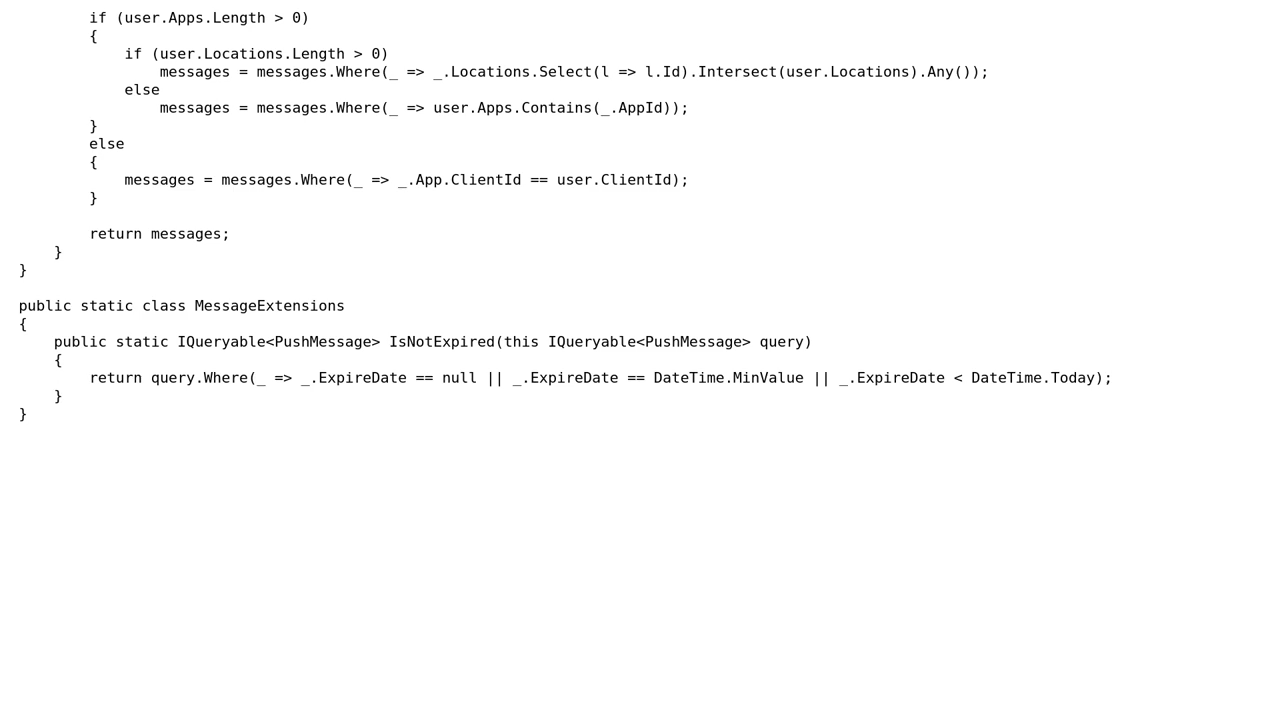 if (user.Apps.Length > 0)
        {
            if (user.Locations.Length > 0)
                messages = messages.Where(_ => _.Locations.Select(l => l.Id).Intersect(user.Locations).Any());
            else
                messages = messages.Where(_ => user.Apps.Contains(_.AppId));
        }
        else
        {
            messages = messages.Where(_ => _.App.ClientId == user.ClientId);
        }

        return messages;
    }
}

public static class MessageExtensions
{
    public static IQueryable<PushMessage> IsNotExpired(this IQueryable<PushMessage> query)
    {
        return query.Where(_ => _.ExpireDate == null || _.ExpireDate == DateTime.MinValue || _.ExpireDate < DateTime.Today);
    }
}